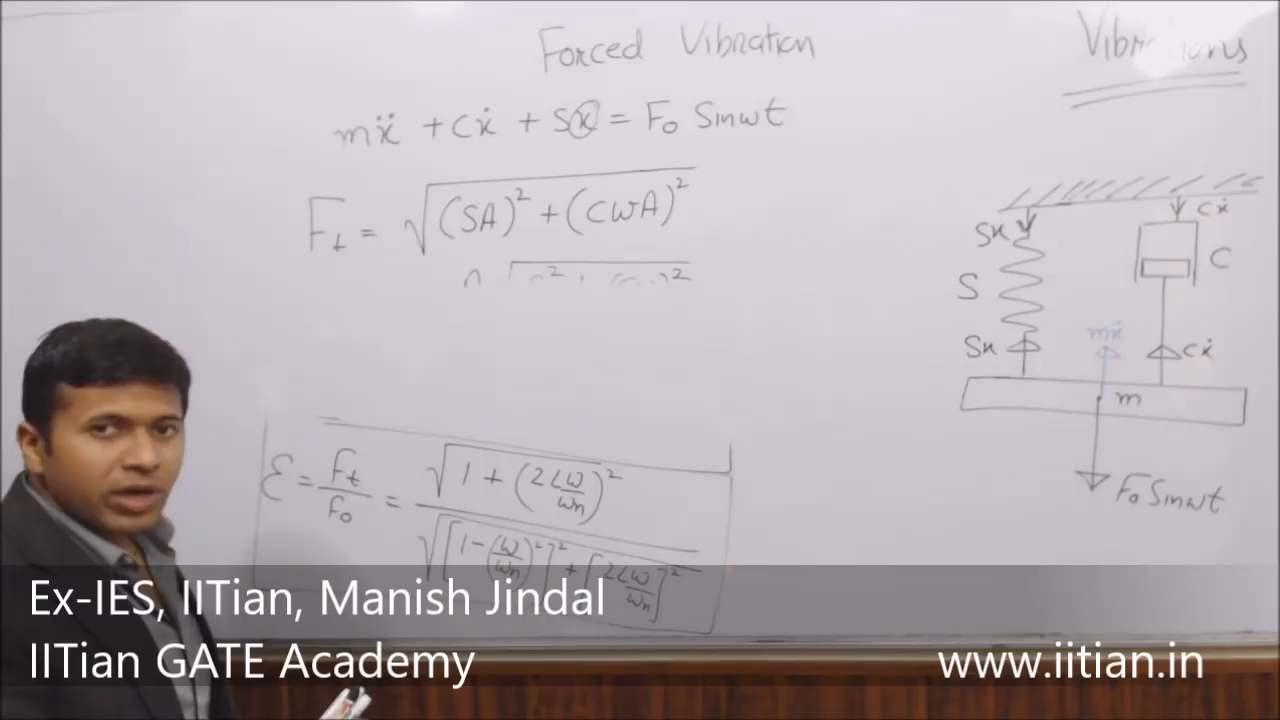 Forced Vibration
Vibrations
mẍ + cẋ + Sx = F₀ Sinωt
Fₜ = √(SA)² + (CWA)²
Sx
cẋ
S
C
Sx
mẍ
cẋ
m
F₀ Sinωt
ε = Fₜ/F₀ = √1 + (2ζω/ωn)² / √[1-(ω/ωn)²]² + [2ζω/ωn]²
Ex-IES, IITian, Manish Jindal
IITian GATE Academy
www.iitian.in